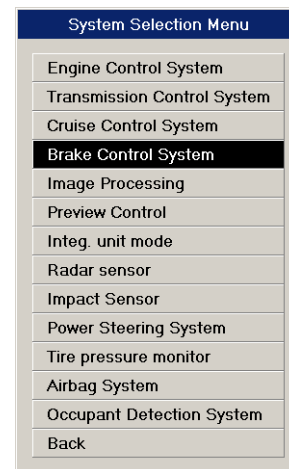 System Selection Menu
Engine Control System
Transmission Control System
Cruise Control System
Brake Control System
Image Processing
Preview Control
Integ. unit mode
Radar sensor
Impact Sensor
Power Steering System
Tire pressure monitor
Airbag System
Occupant Detection System
Back